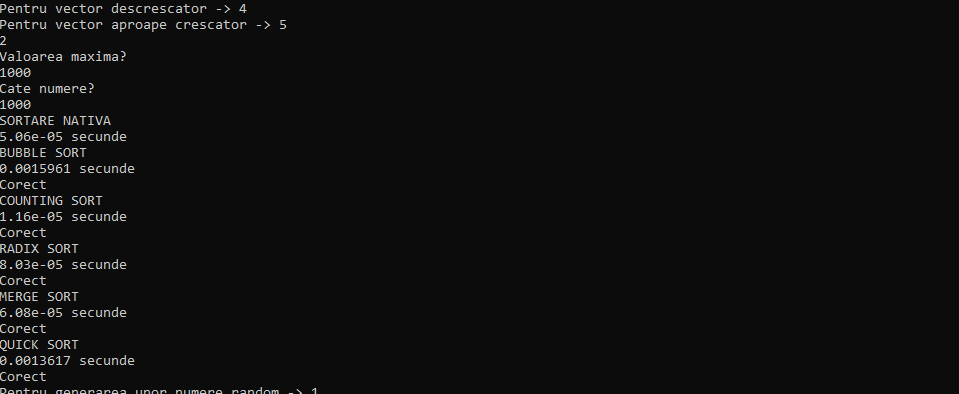 Pentru vector descrescator -> 4
Pentru vector aproape crescator -> 5
2
Valoarea maxima?
1000
Cate numere?
1000
SORTARE NATIVA
5.06e-05 secunde
BUBBLE SORT
0.0015961 secunde
Corect
COUNTING SORT
1.16e-05 secunde
Corect
RADIX SORT
8.03e-05 secunde
Corect
MERGE SORT
6.08e-05 secunde
Corect
QUICK SORT
0.0013617 secunde
Corect
Pentru generarea unor numere random -> 1